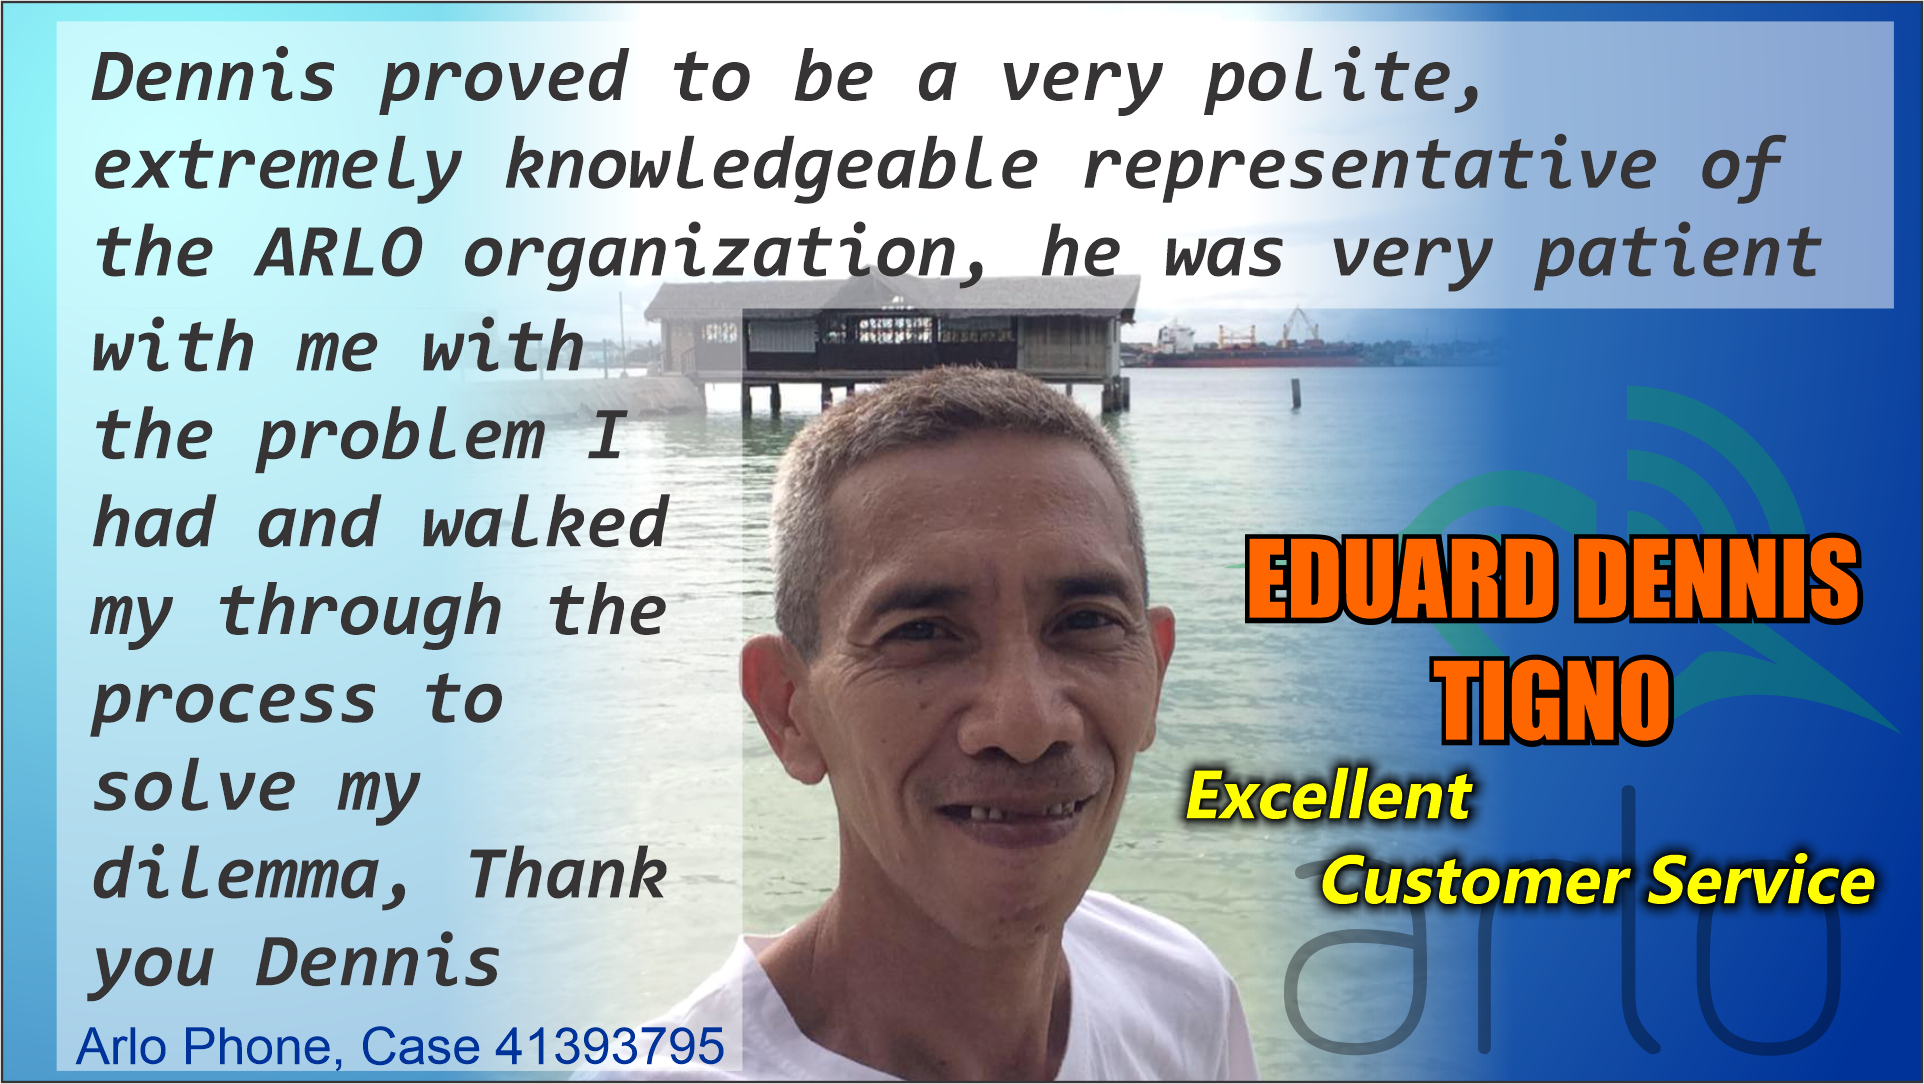 Dennis proved to be a very polite,
extremely knowledgeable representative of
the ARLO organization, he was very patient
with me with
the problem I
had and walked
my through the
process to
solve my
dilemma, Thank
you Dennis
Arlo Phone, Case 41393795
EDUARD DENNIS
TIGNO
Excellent
Customer Service
arlo